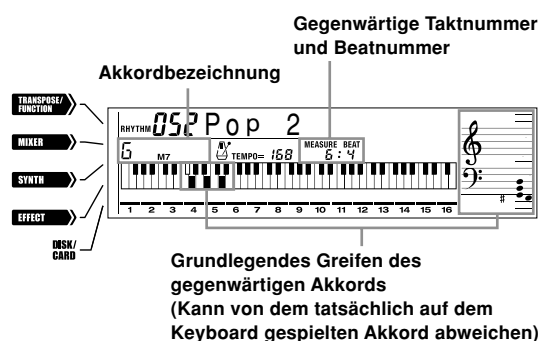 Gegenwärtige Taktnummer
und Beatnummer
Akkordbezeichnung
TRANSPOSE/
FUNCTION
MIXER
SYNTH
EFFECT
DISK/
CARD
RHYTHM 052 Pop 2
G M7 TEMPO= 168 MEASURE BEAT 6:4
1 2 3 4 5 6 7 8 9 10 11 12 13 14 15 16
Grundlegendes Greifen des
gegenwärtigen Akkords
(Kann von dem tatsächlich auf dem
Keyboard gespielten Akkord abweichen)